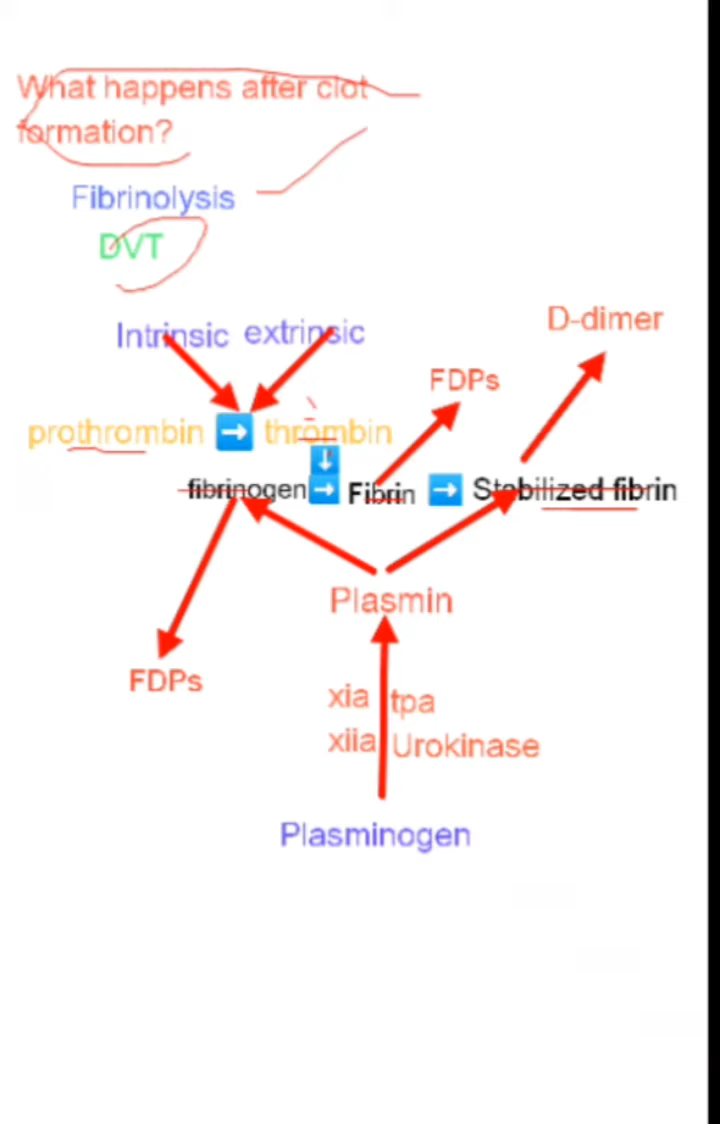 What happens after clot
formation?
Fibrinolysis
DVT
Intrinsic extrinsic
D-dimer
FDPs
prothrombin ➡️ thrombin
⬇️
fibrinogen ➡️ Fibrin ➡️ Stabilized fibrin
Plasmin
FDPs
xia tpa
xiia Urokinase
Plasminogen